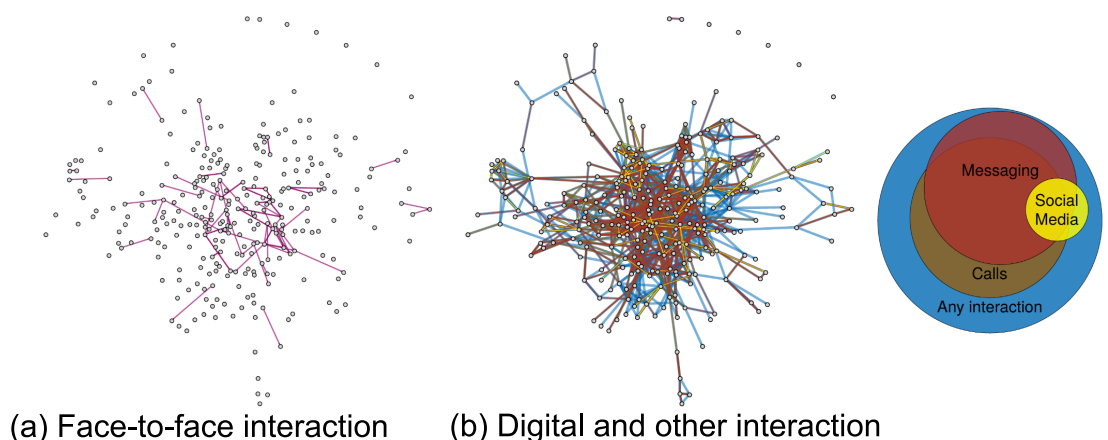 Messaging
Social
Media
Calls
Any interaction
(a) Face-to-face interaction
(b) Digital and other interaction